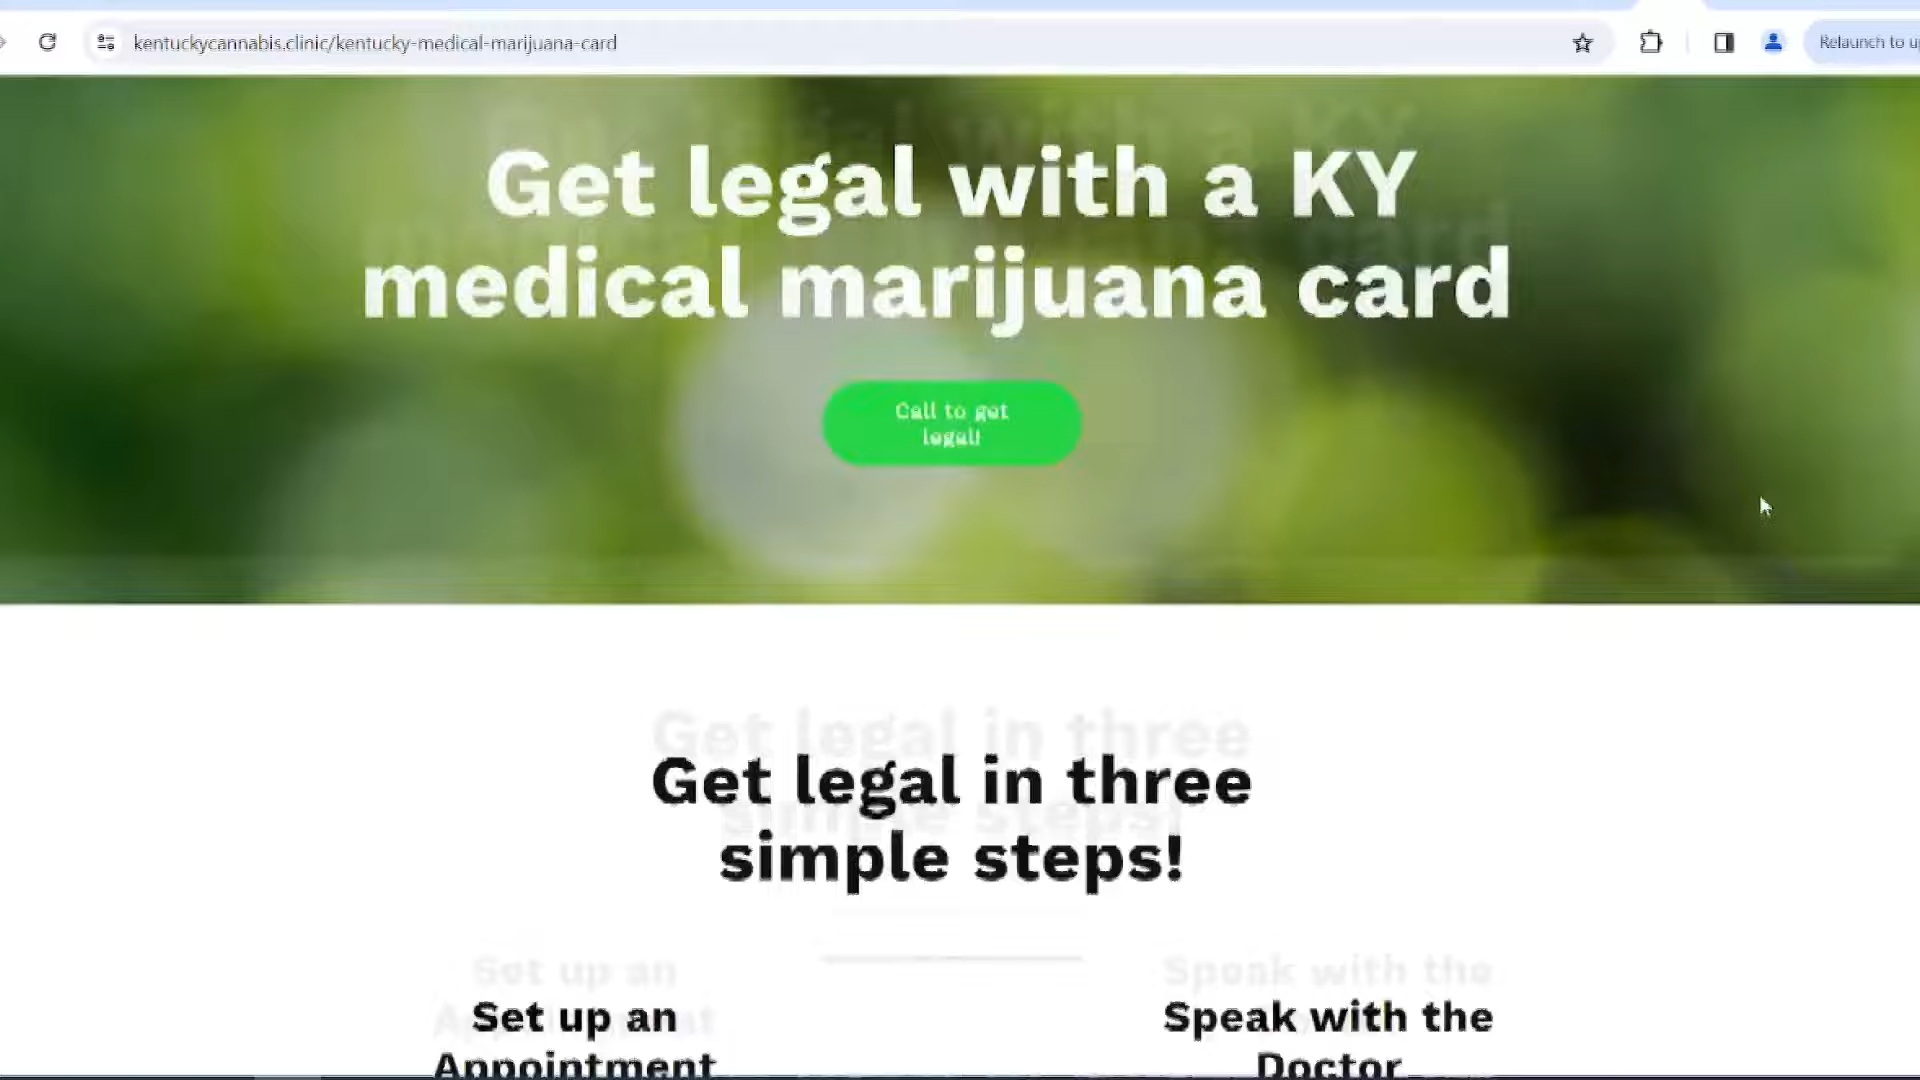 kentuckycannabis.clinic/kentucky-medical-marijuana-card
Relaunch to
Get legal with a KY
medical marijuana card
Call to get
legal!
Get legal in three
simple steps!
Set up an
Appointment
Speak with the
Doctor